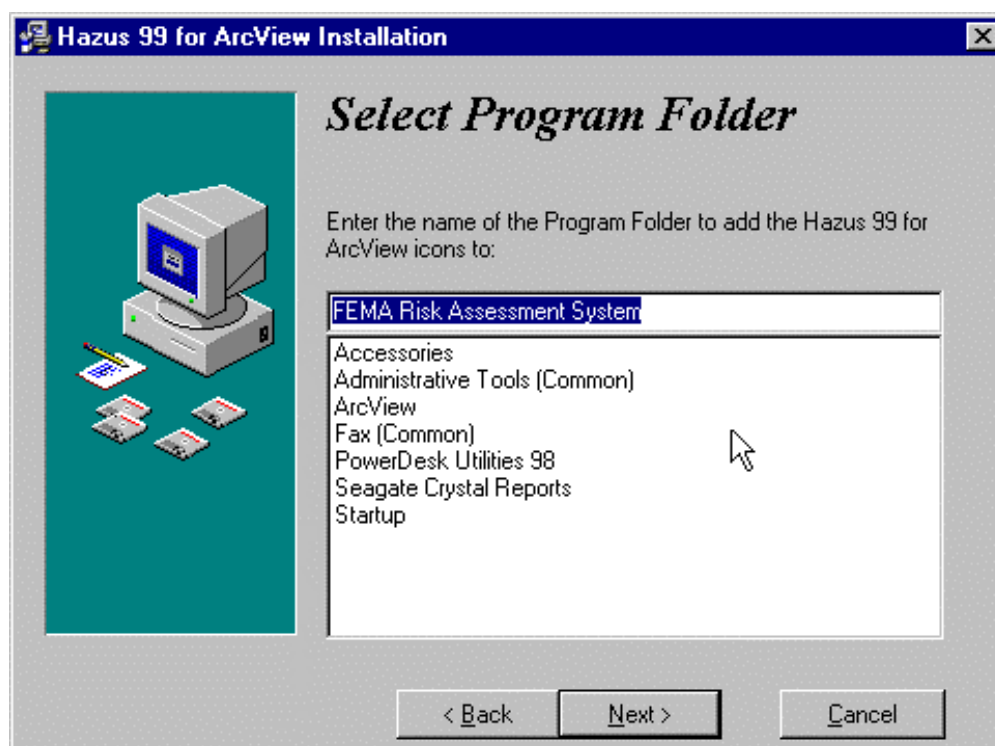 Hazus 99 for ArcView Installation
Select Program Folder
Enter the name of the Program Folder to add the Hazus 99 for
ArcView icons to:
FEMA Risk Assessment System
Accessories
Administrative Tools (Common)
ArcView
Fax (Common)
PowerDesk Utilities 98
Seagate Crystal Reports
Startup
< Back
Next >
Cancel